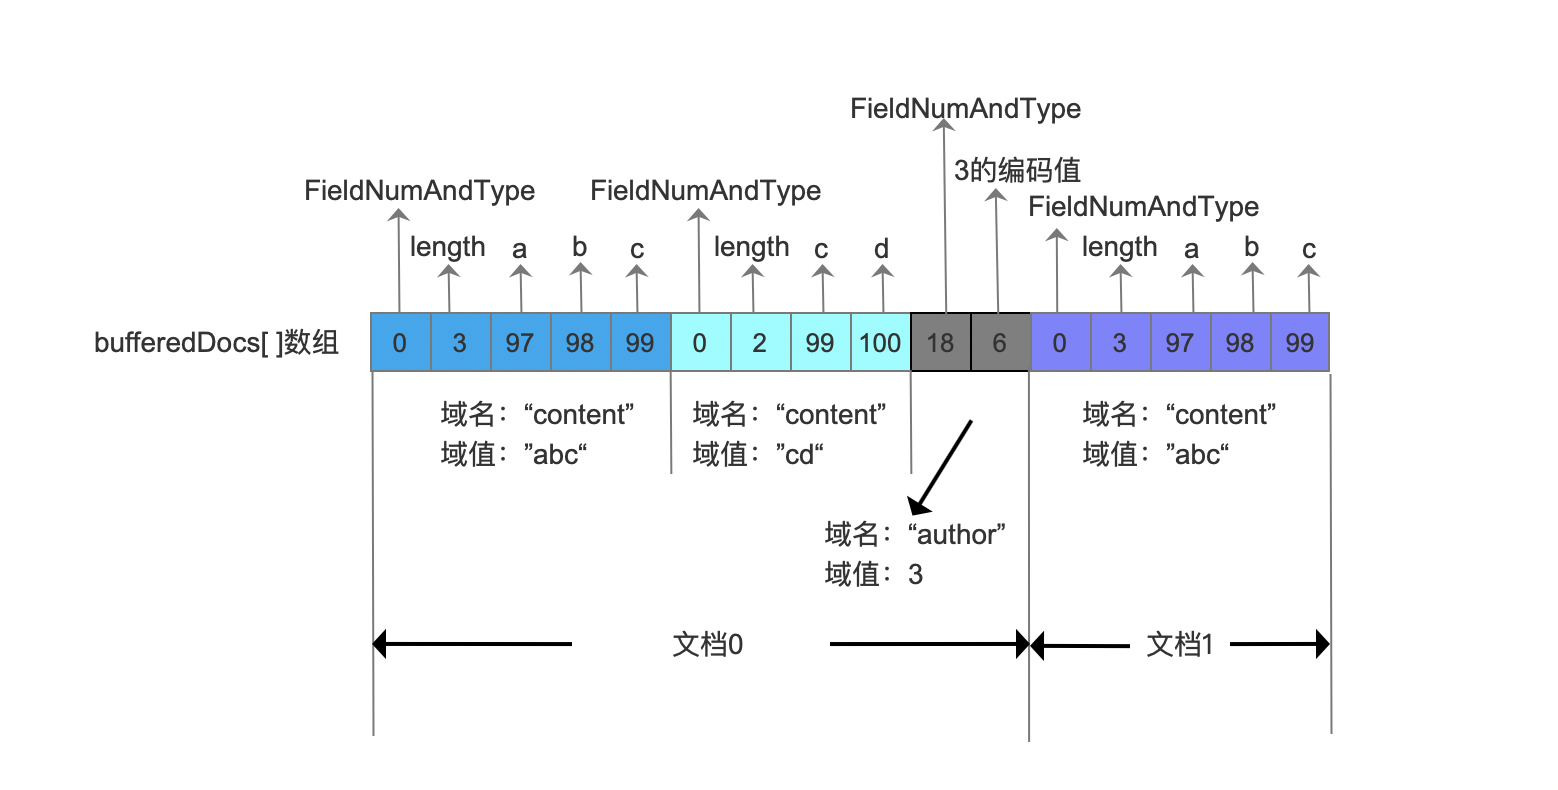 FieldNumAndType
3的编码值
FieldNumAndType FieldNumAndType FieldNumAndType
length a b c length c d length a b c
bufferedDocs[ ]数组 0 3 97 98 99 0 2 99 100 18 6 0 3 97 98 99
域名：“content” 域名：“content” 域名：“content”
域值：”abc“ 域值：”cd“ 域值：”abc“
域名：“author”
域值：3
文档0 文档1